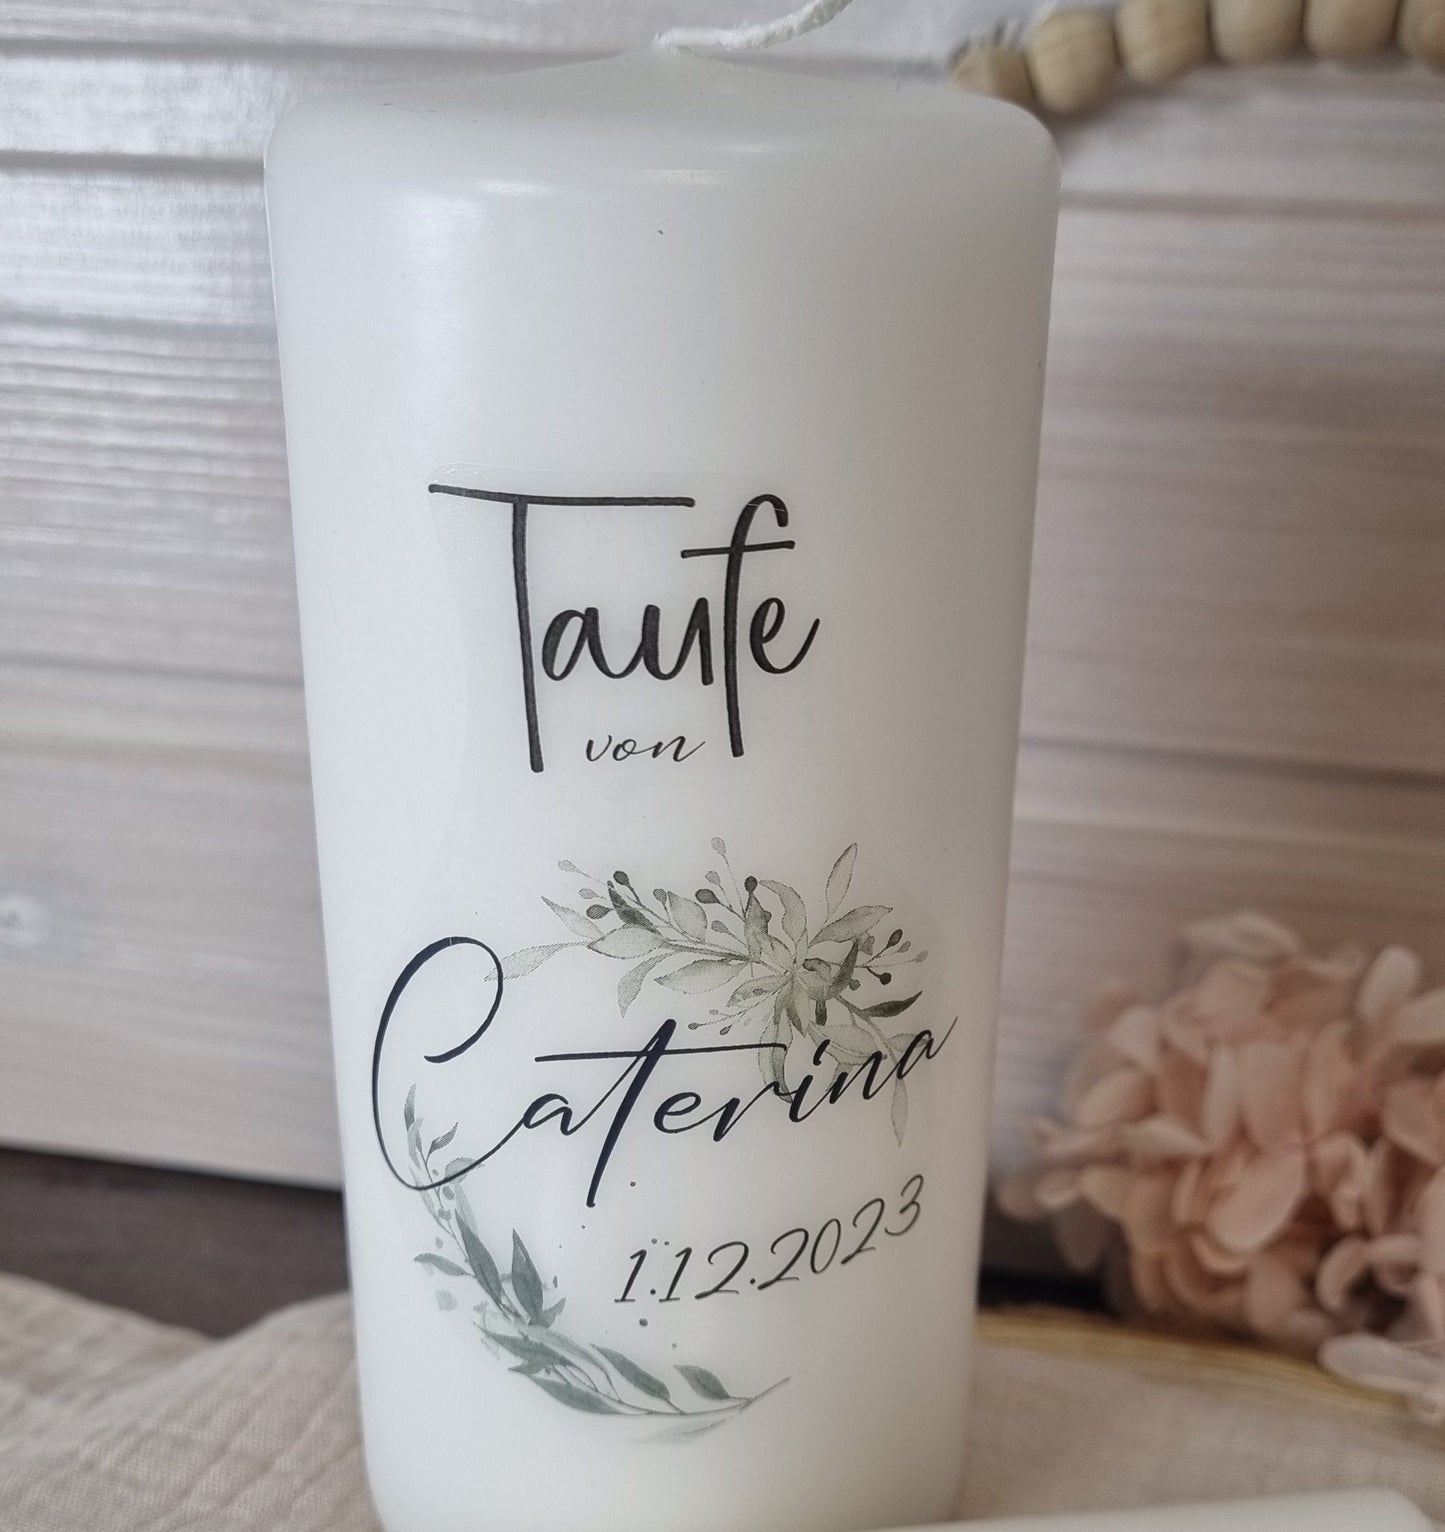 Taufe
von
Caterina
1.12.2023